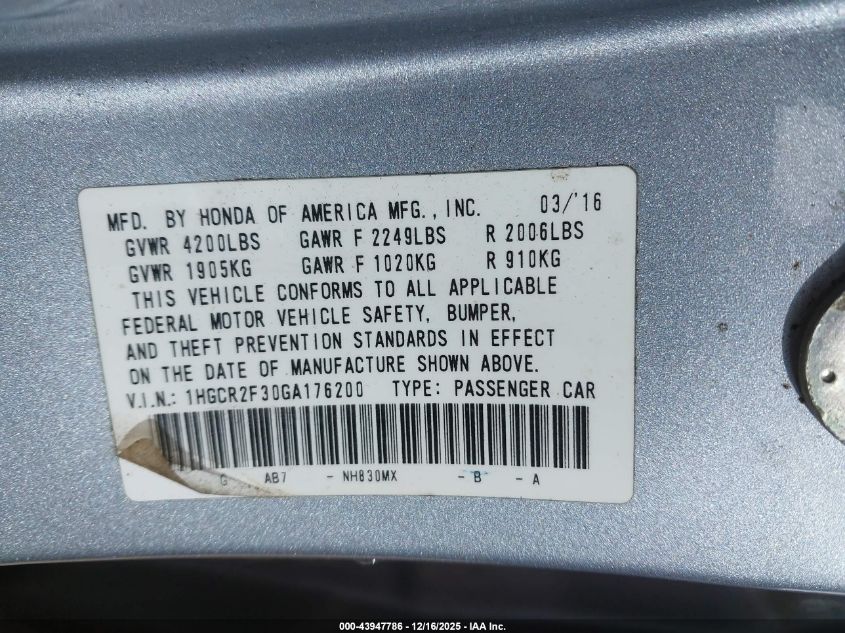 MFD. BY HONDA OF AMERICA MFG., INC. 03/'16
GVWR 4200LBS GAWR F 2249LBS R 2006LBS
GVWR 1905KG GAWR F 1020KG R 910KG
THIS VEHICLE CONFORMS TO ALL APPLICABLE
FEDERAL MOTOR VEHICLE SAFETY, BUMPER,
AND THEFT PREVENTION STANDARDS IN EFFECT
ON THE DATE OF MANUFACTURE SHOWN ABOVE.
V.I.N.: 1HGCR2F30GA176200 TYPE: PASSENGER CAR
G AB7 - NH830MX - B - A
000-43947786 - 12/16/2025 - IAA Inc.